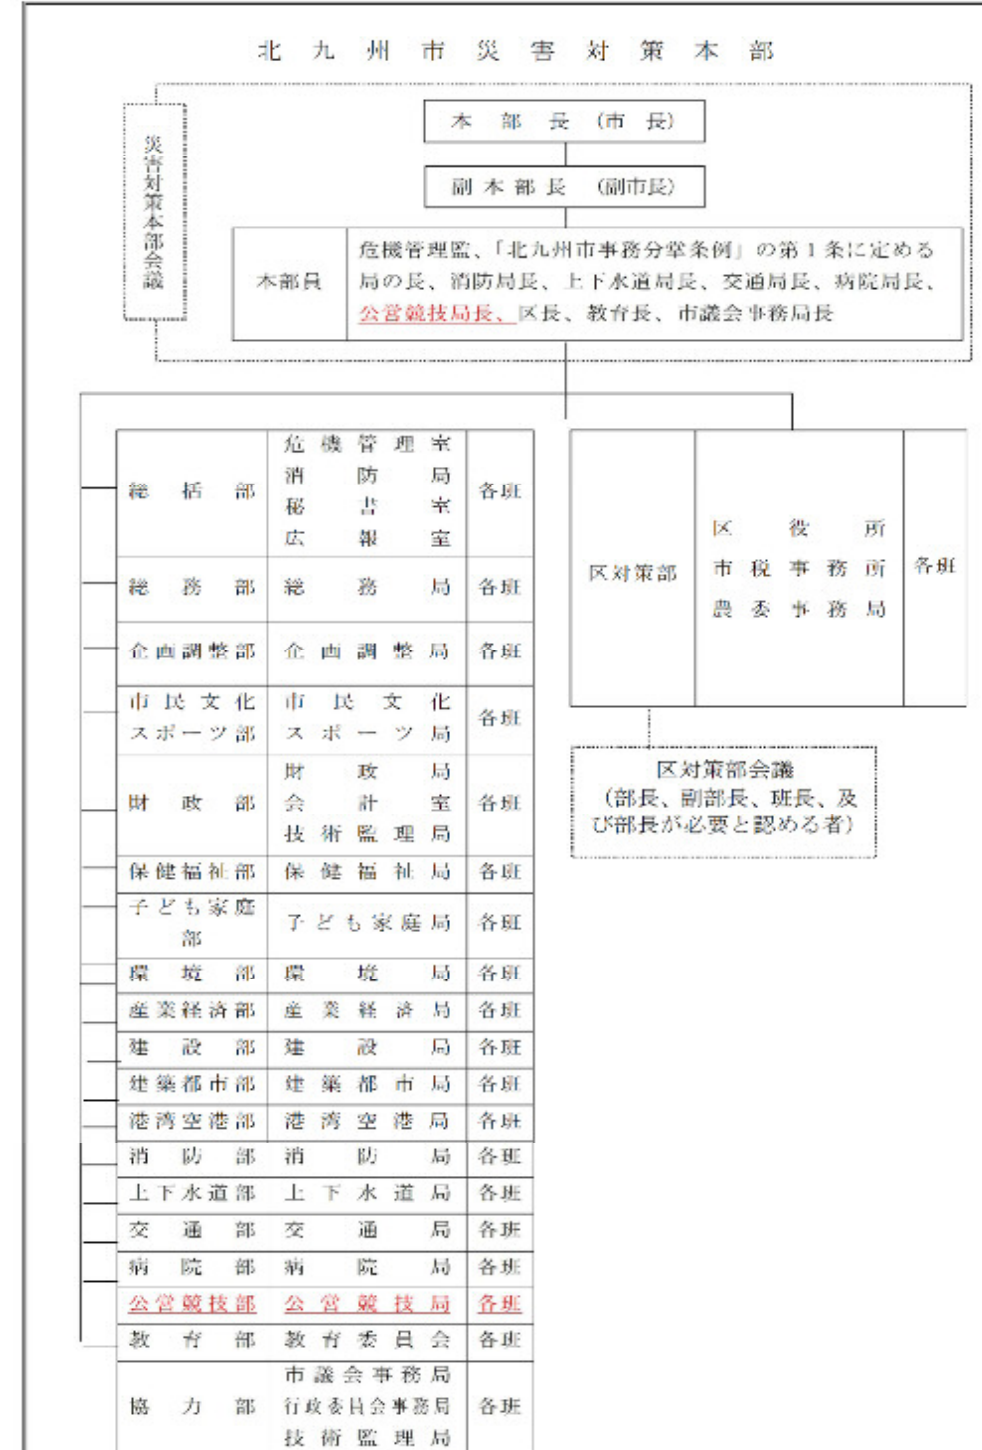 北九州市災害対策本部
災害対策本部会議
本部長（市長）
副本部長（副市長）
本部員
危機管理監、「北九州市事務分掌条例」の第１条に定める
局の長、消防局長、上下水道局長、交通局長、病院局長、
公営競技局長、区長、教育長、市議会事務局長
総括部
危機管理室
消防局
秘書室
広報室
各班
総務部 総務局 各班
企画調整部 企画調整局 各班
市民文化
スポーツ部
市民文化
スポーツ局
各班
財政部
財政局
会計室
技術監理局
各班
保健福祉部 保健福祉局 各班
子ども家庭
部
子ども家庭局 各班
環境部 環境局 各班
産業経済部 産業経済局 各班
建設部 建設局 各班
建築都市部 建築都市局 各班
港湾空港部 港湾空港局 各班
消防部 消防局 各班
上下水道部 上下水道局 各班
交通部 交通局 各班
病院部 病院局 各班
公営競技部 公営競技局 各班
教育部 教育委員会 各班
協力部
市議会事務局
行政委員会事務局
技術監理局
各班
区対策部
区役所
市税事務所
農委事務局
各班
区対策部会議
（部長、副部長、班長、及
び部長が必要と認める者）